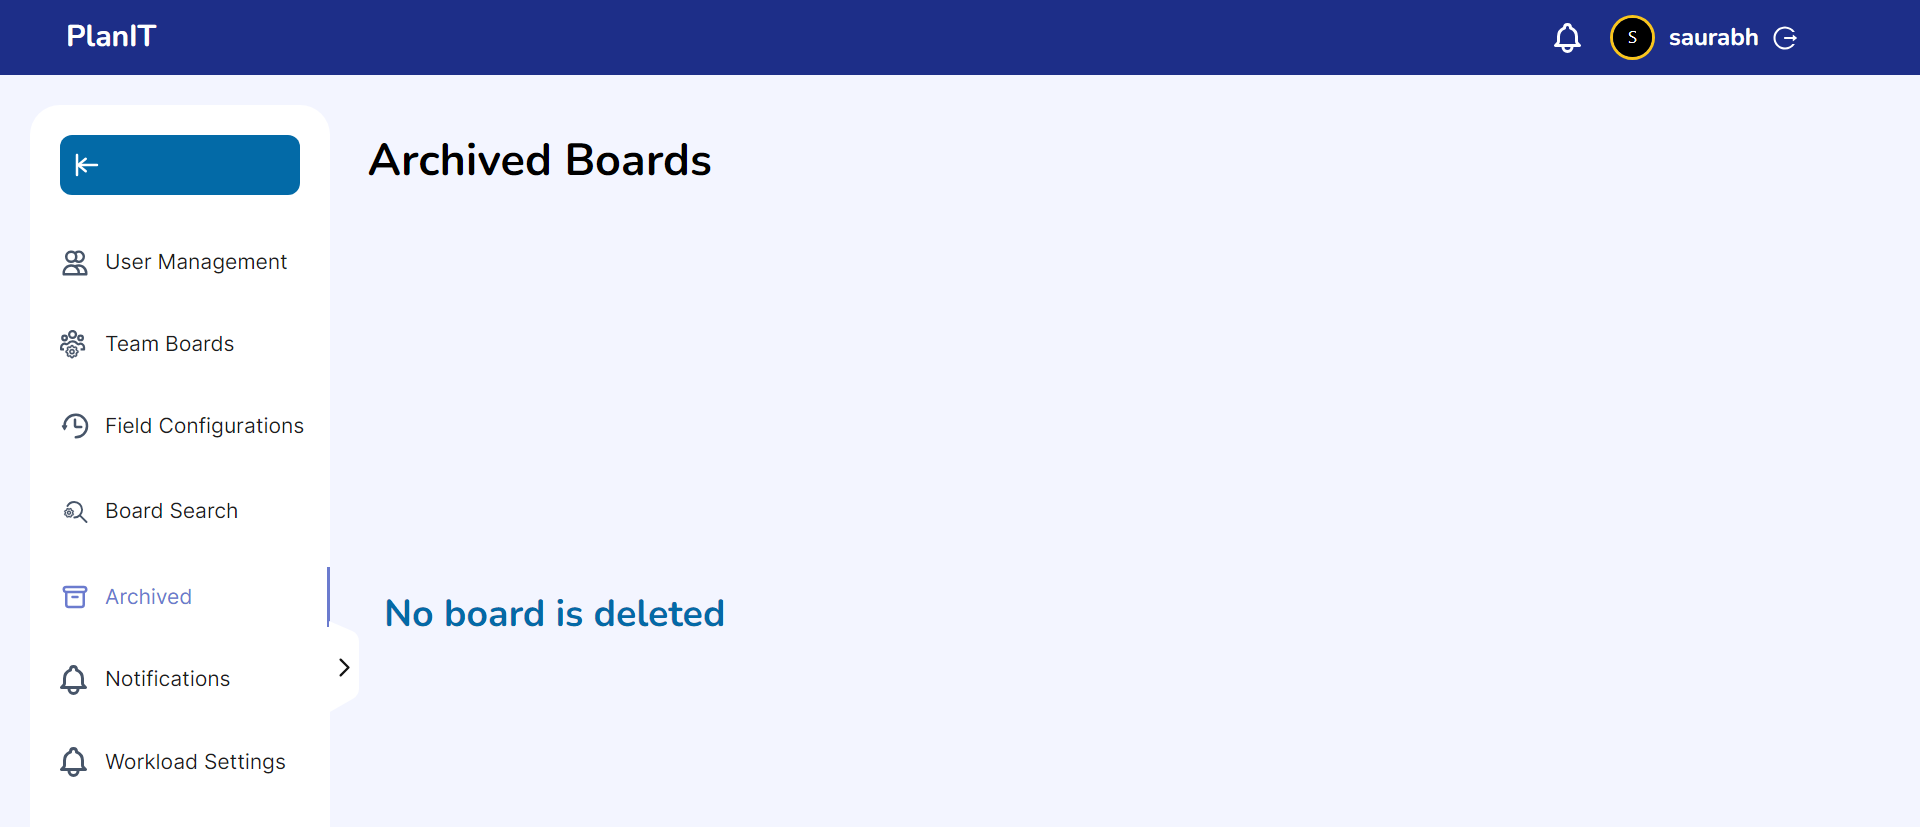 PlanIT
S saurabh
Archived Boards
User Management
Team Boards
Field Configurations
Board Search
Archived
No board is deleted
Notifications
Workload Settings